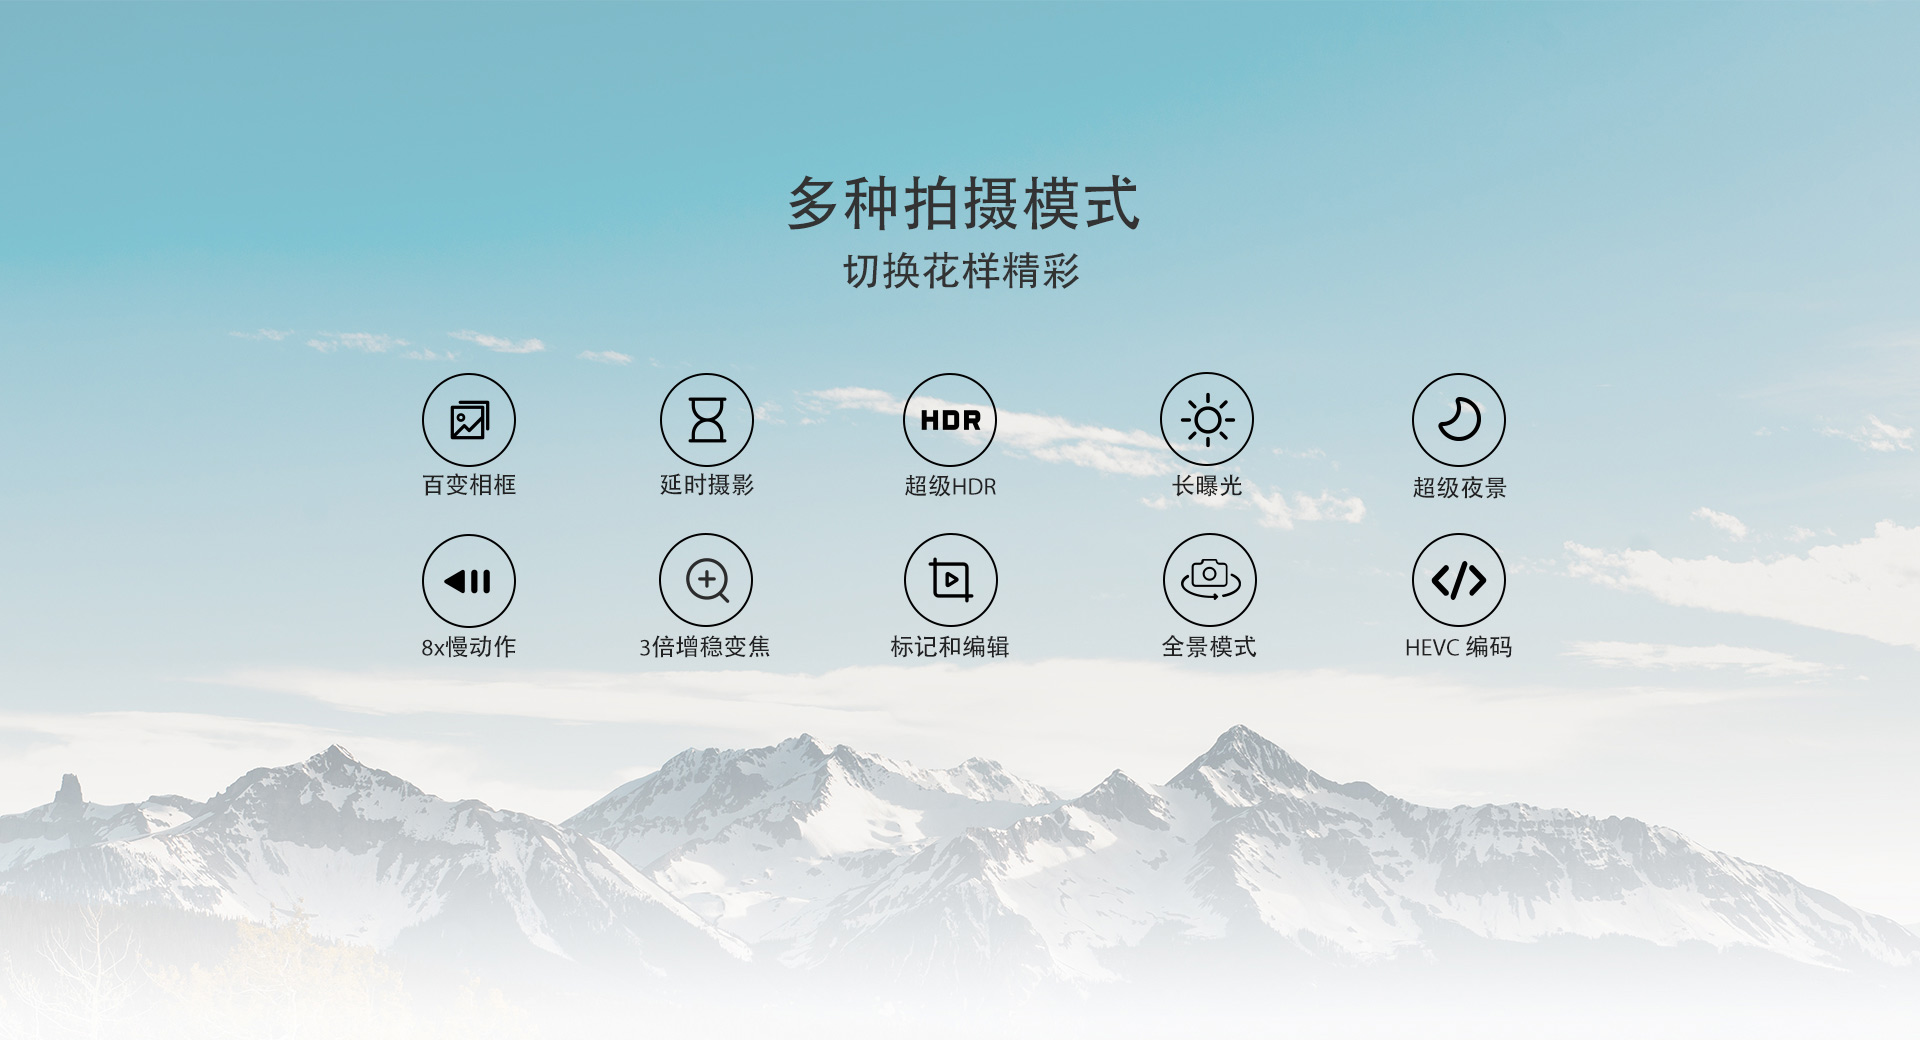 多种拍摄模式
切换花样精彩
HDR
百变相框
延时摄影
超级HDR
长曝光
超级夜景
8x慢动作
3倍增稳变焦
标记和编辑
全景模式
HEVC 编码